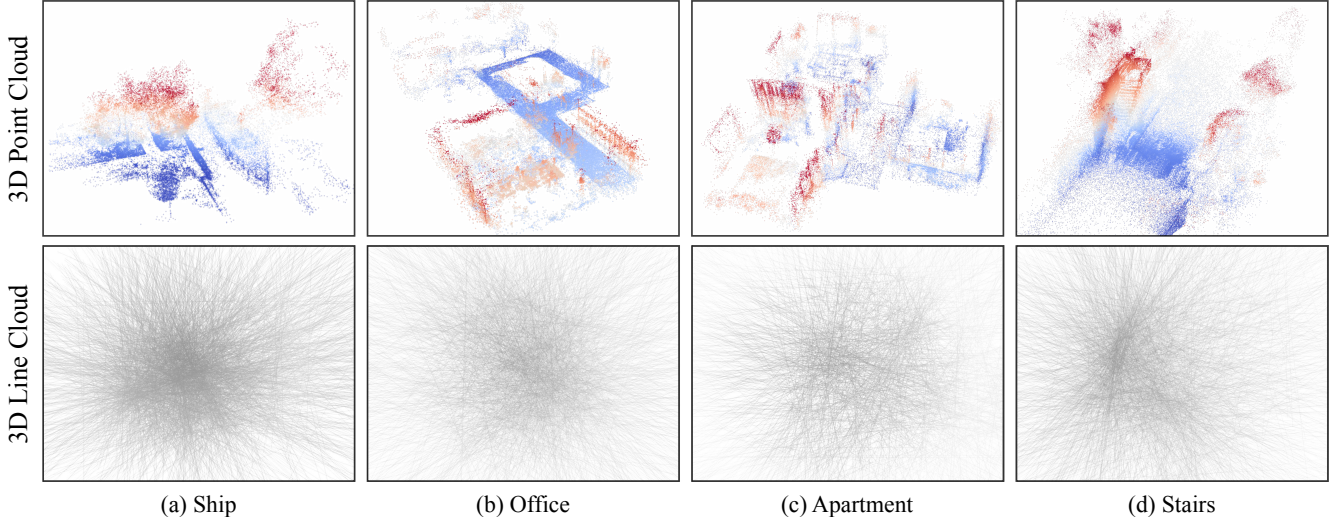 3D Point Cloud
3D Line Cloud
(a) Ship
(b) Office
(c) Apartment
(d) Stairs